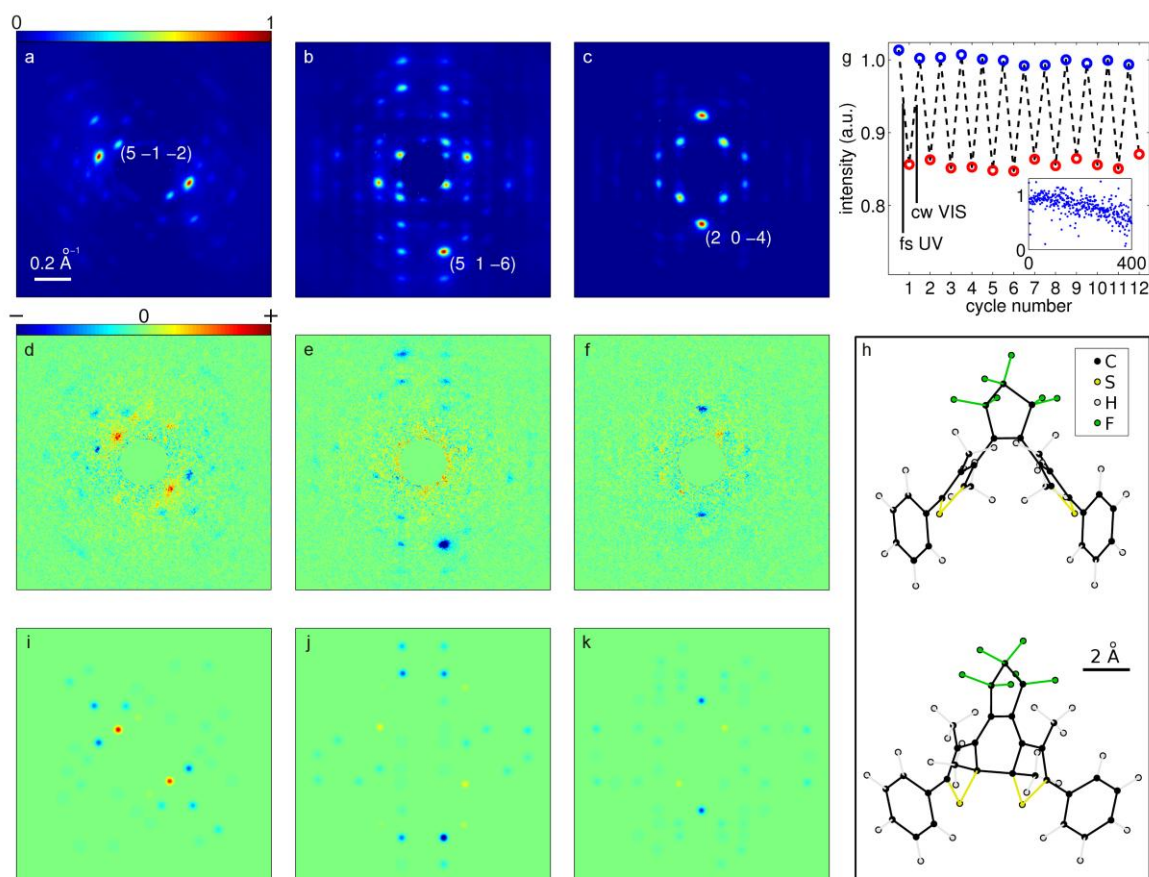 0 1
a
(5 −1 −2)
0.2 Å⁻¹
b
(5 1 −6)
c
(2 0 −4)
g
intensity (a.u.)
1.0
0.9
0.8
fs UV
cw VIS
1
0
0 400
1 2 3 4 5 6 7 8 9 10 11 12
cycle number
− 0 +
d
e
f
h
C
S
H
F
2 Å
i
j
k